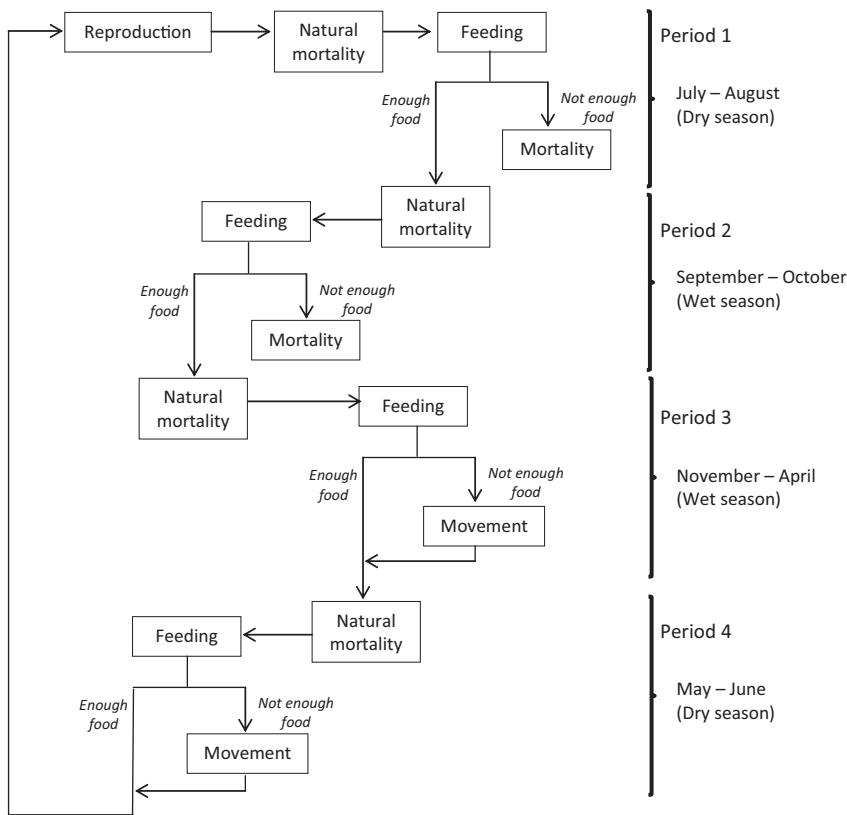 Reproduction
Natural
mortality
Feeding
Enough
food
Not enough
food
Mortality
Period 1
July – August
(Dry season)
Natural
mortality
Feeding
Enough
food
Not enough
food
Mortality
Period 2
September – October
(Wet season)
Natural
mortality
Feeding
Enough
food
Not enough
food
Movement
Period 3
November – April
(Wet season)
Natural
mortality
Feeding
Enough
food
Not enough
food
Movement
Period 4
May – June
(Dry season)